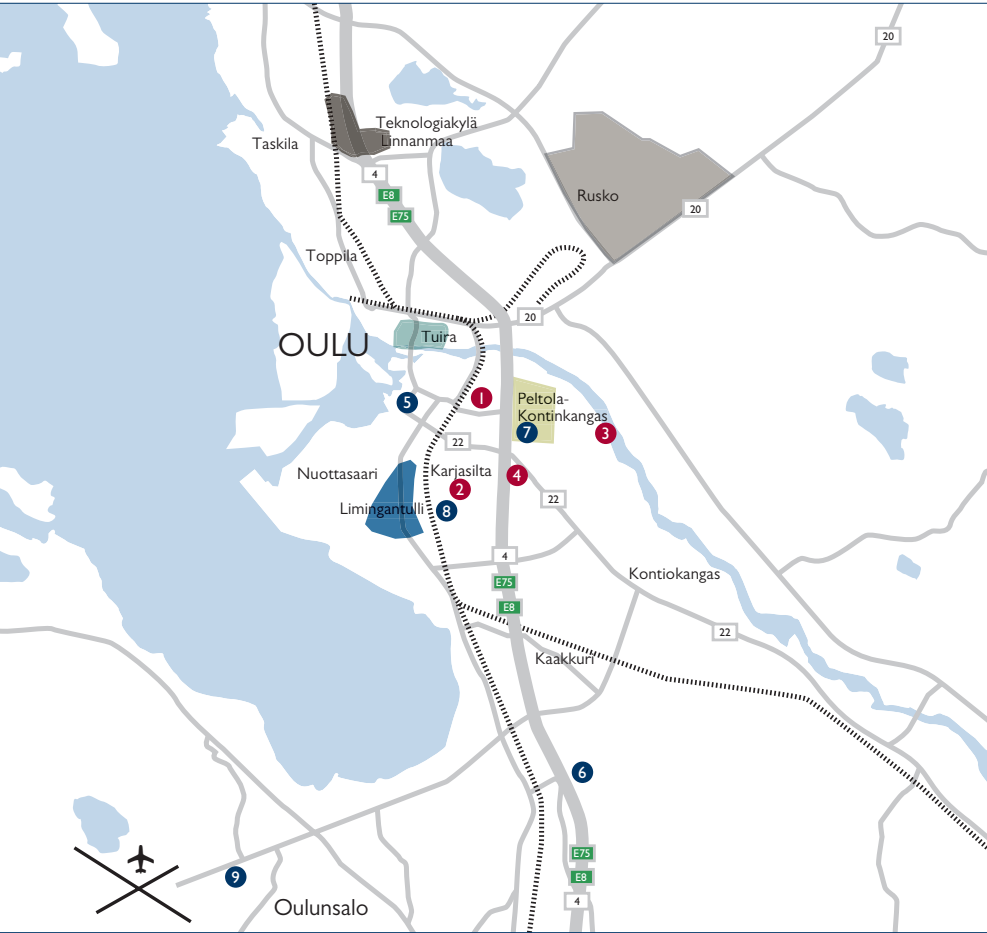 20
Teknologiakylä
Linnanmaa
Taskila
4
E8
E75
Rusko
20
Toppila
20
OULU
Tuira
1
5
Peltola-
Kontinkangas
7
3
22
Karjasilta
Nuottasaari
4
2
22
Limingantulli
8
4
E75
E8
Kontiokangas
22
Kaakkuri
6
E75
E8
4
9
Oulunsalo